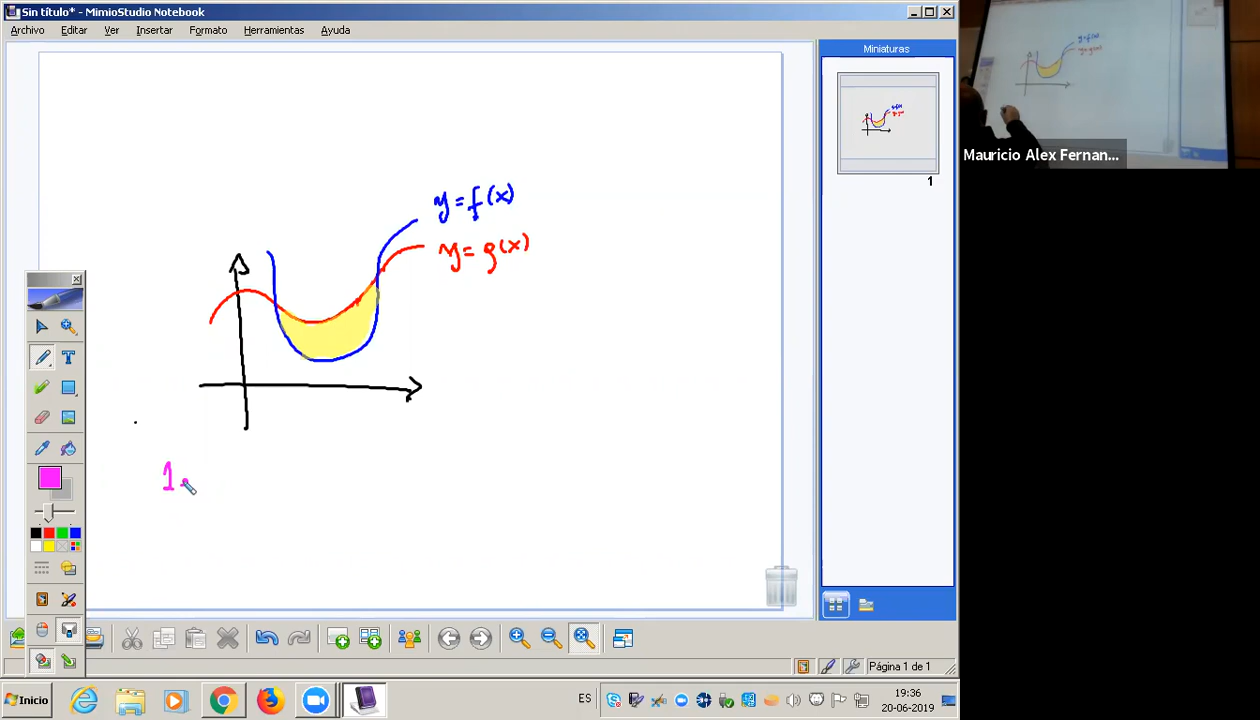 Sin título* - MimioStudio Notebook
Archivo Editar Ver Insertar Formato Herramientas Ayuda
Miniaturas
y=f(x)
y=g(x)
y=f(x)
y=g(x)
Mauricio Alex Fernan...
1
T
1.
Página 1 de 1
Inicio
ES
19:36
20-06-2019